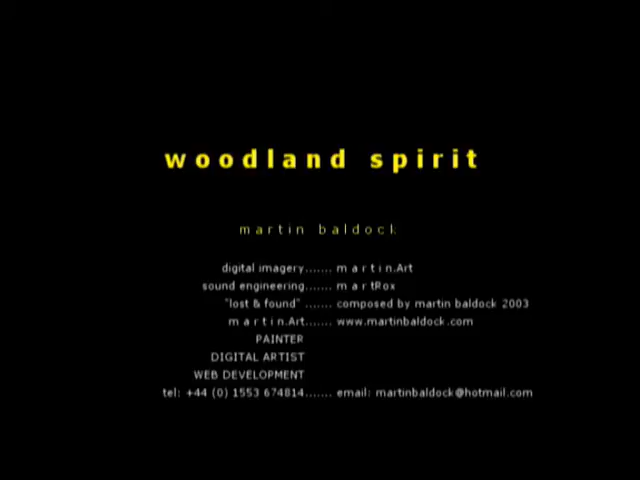 woodland spirit
martin baldock
digital imagery....... m a r t i n.Art
sound engineering....... m a r tRox
"lost & found" ....... composed by martin baldock 2003
m a r t i n.Art....... www.martinbaldock.com
PAINTER
DIGITAL ARTIST
WEB DEVELOPMENT
tel: +44 (0) 1553 674814....... email: martinbaldock@hotmail.com